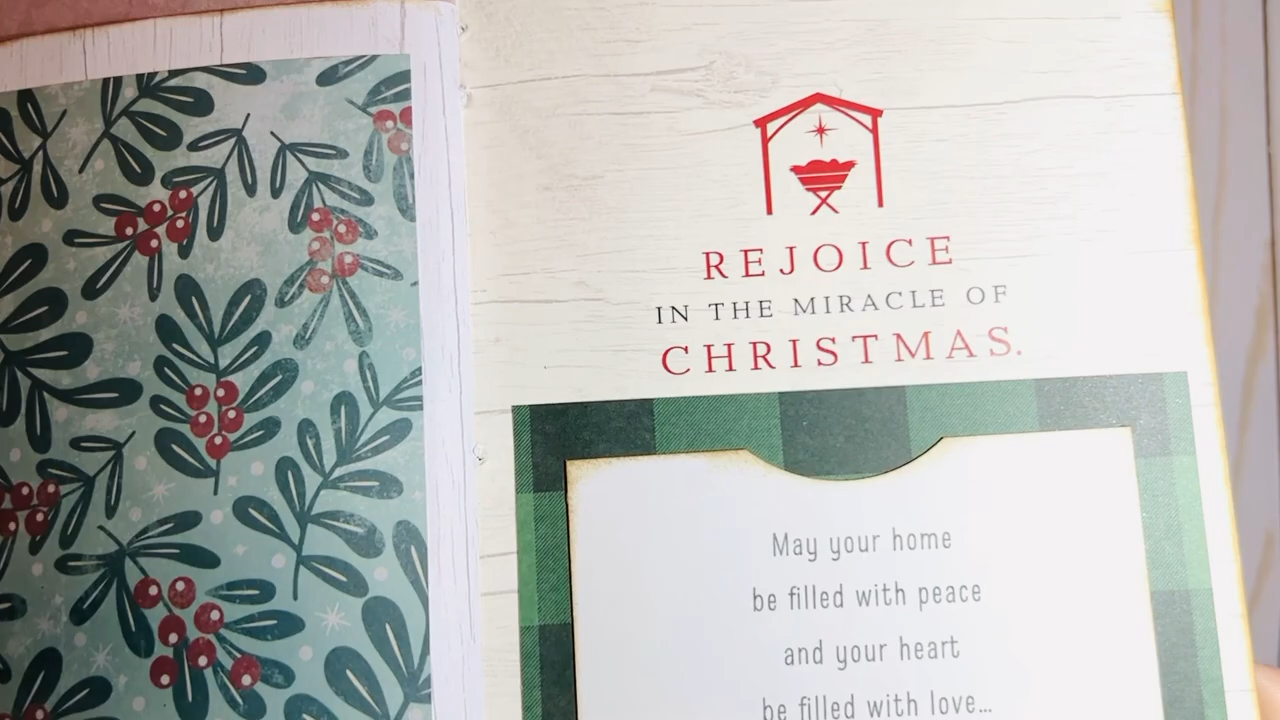 REJOICE
IN THE MIRACLE OF
CHRISTMAS.
May your home
be filled with peace
and your heart
be filled with love…